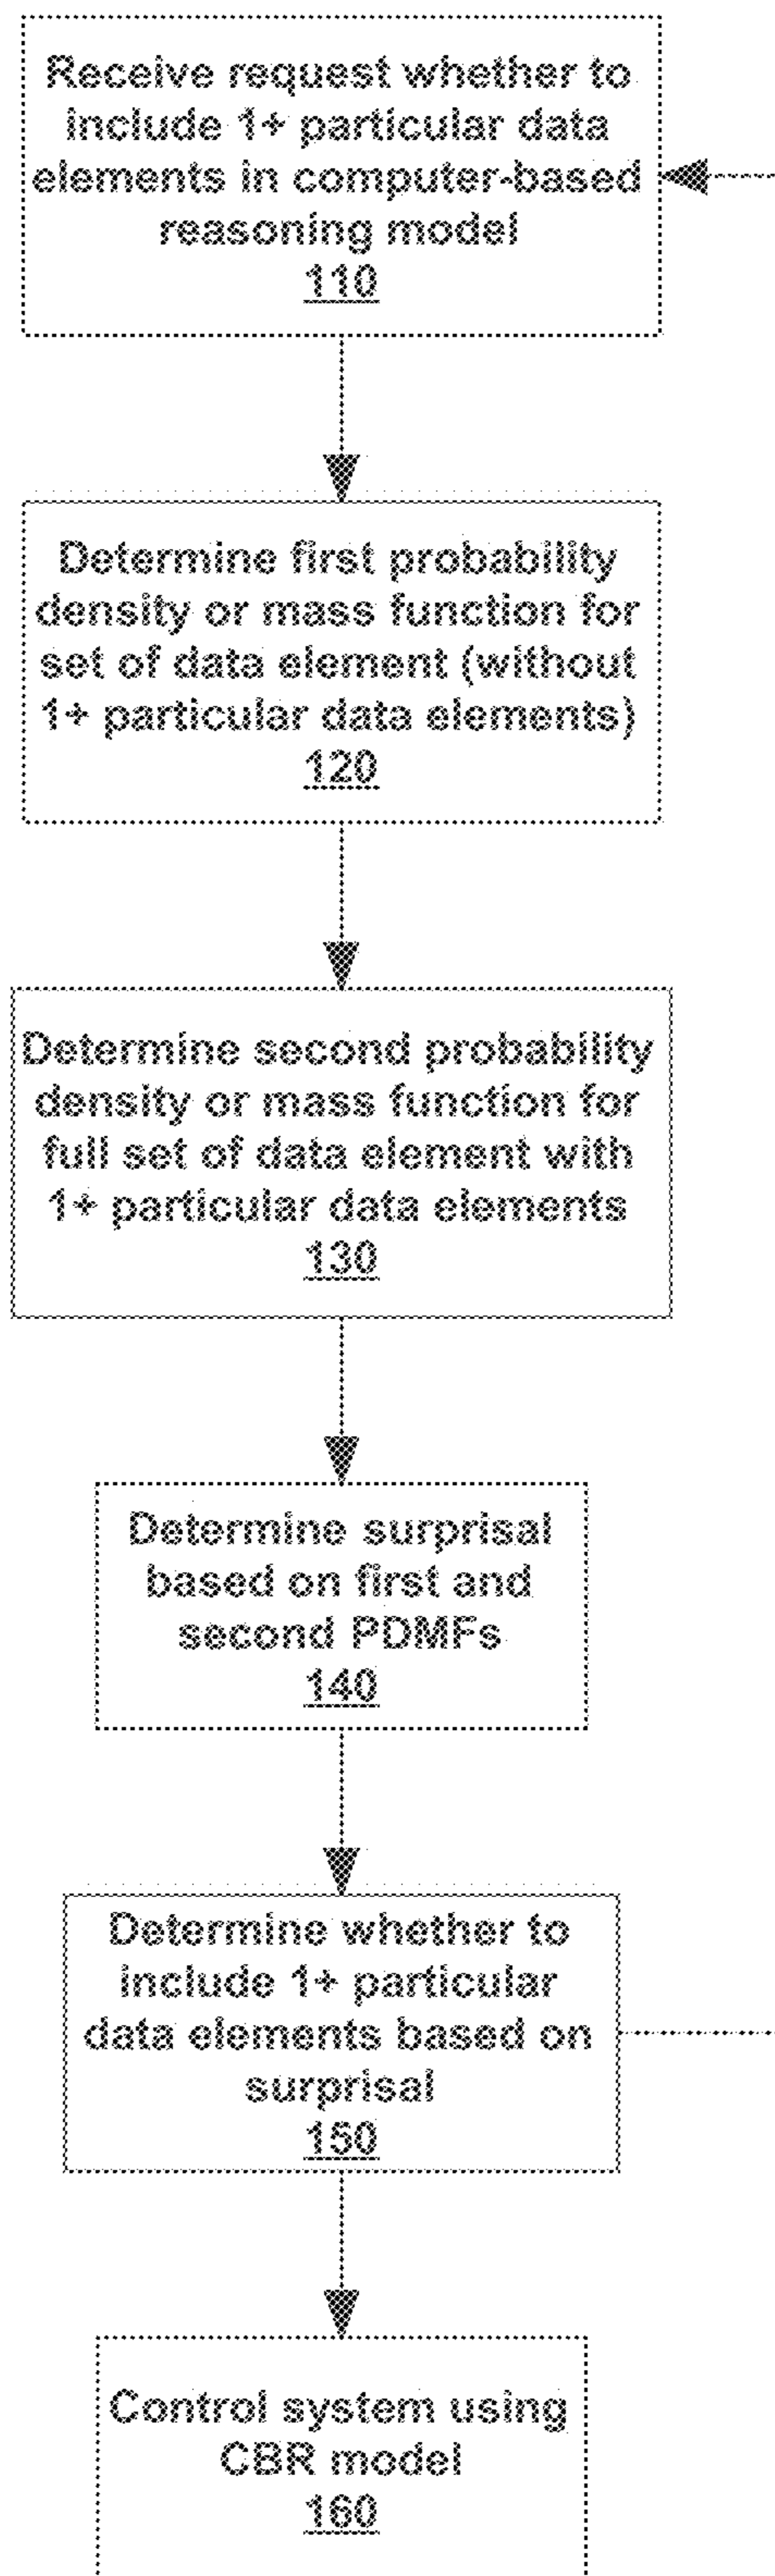 Receive request whether to
include 1+ particular data
elements in computer-based
reasoning model
110
Determine first probability
density or mass function for
set of data element (without
1+ particular data elements)
120
Determine second probability
density or mass function for
full set of data element with
1+ particular data elements
130
Determine surprisal
based on first and
second PDMFs
140
Determine whether to
include 1+ particular
data elements based on
surprisal
150
Control system using
CBR model
160